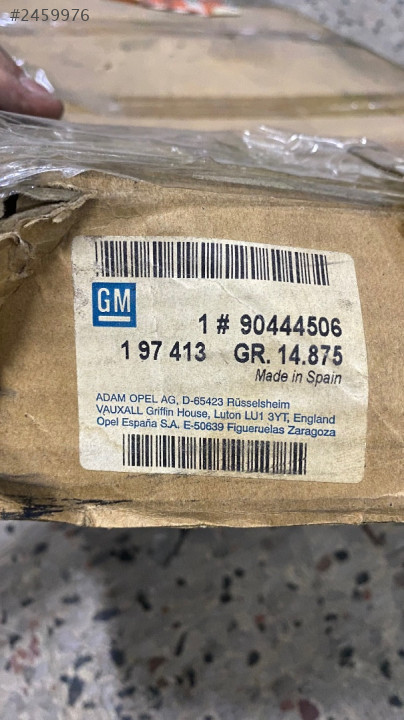 #2459976
GM
1 # 90444506
1 97 413 GR. 14.875
Made in Spain
ADAM OPEL AG, D-65423 Rüsselsheim
VAUXALL Griffin House, Luton LU1 3YT, England
Opel España S.A. E-50639 Figueruelas Zaragoza